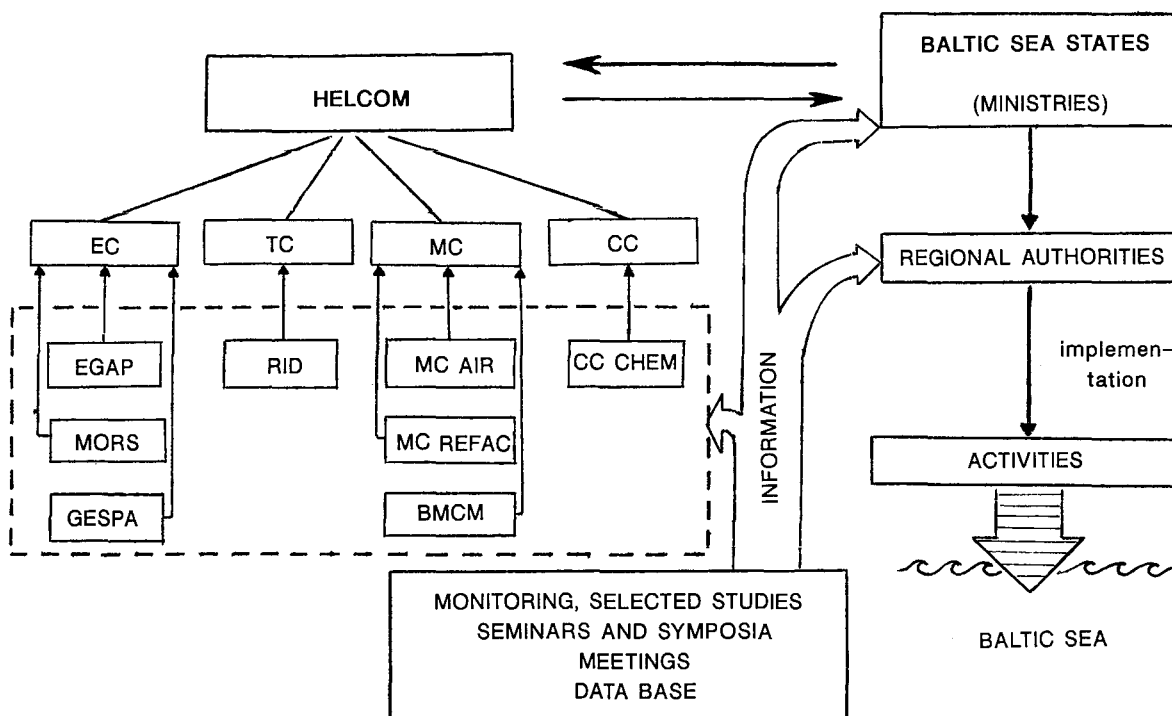 BALTIC SEA STATES
(MINISTRIES)
HELCOM
EC
TC
MC
CC
REGIONAL AUTHORITIES
EGAP
RID
MC AIR
CC CHEM
implemen-
tation
MORS
MC REFAC
INFORMATION
ACTIVITIES
GESPA
BMCM
MONITORING, SELECTED STUDIES
SEMINARS AND SYMPOSIA
MEETINGS
DATA BASE
BALTIC SEA